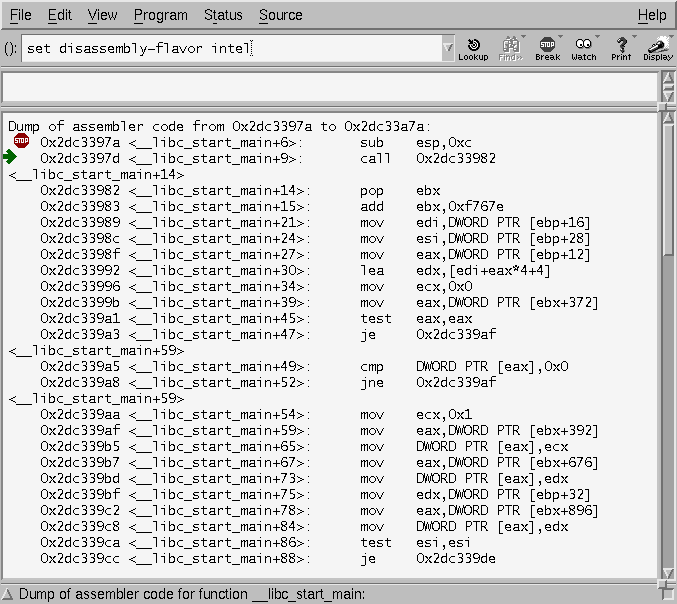 File Edit View Program Status Source Help
(): set disassembly-flavor intel
Lookup Find» Break Watch Print Display
Dump of assembler code from 0x2dc3397a to 0x2dc33a7a:
STOP 0x2dc3397a <__libc_start_main+6>: sub esp,0xc
0x2dc3397d <__libc_start_main+9>: call 0x2dc33982
<__libc_start_main+14>
0x2dc33982 <__libc_start_main+14>: pop ebx
0x2dc33983 <__libc_start_main+15>: add ebx,0xf767e
0x2dc33989 <__libc_start_main+21>: mov edi,DWORD PTR [ebp+16]
0x2dc3398c <__libc_start_main+24>: mov esi,DWORD PTR [ebp+28]
0x2dc3398f <__libc_start_main+27>: mov eax,DWORD PTR [ebp+12]
0x2dc33992 <__libc_start_main+30>: lea edx,[edi+eax*4+4]
0x2dc33996 <__libc_start_main+34>: mov ecx,0x0
0x2dc3399b <__libc_start_main+39>: mov eax,DWORD PTR [ebx+372]
0x2dc339a1 <__libc_start_main+45>: test eax,eax
0x2dc339a3 <__libc_start_main+47>: je 0x2dc339af
<__libc_start_main+59>
0x2dc339a5 <__libc_start_main+49>: cmp DWORD PTR [eax],0x0
0x2dc339a8 <__libc_start_main+52>: jne 0x2dc339af
<__libc_start_main+59>
0x2dc339aa <__libc_start_main+54>: mov ecx,0x1
0x2dc339af <__libc_start_main+59>: mov eax,DWORD PTR [ebx+392]
0x2dc339b5 <__libc_start_main+65>: mov DWORD PTR [eax],ecx
0x2dc339b7 <__libc_start_main+67>: mov eax,DWORD PTR [ebx+676]
0x2dc339bd <__libc_start_main+73>: mov DWORD PTR [eax],edx
0x2dc339bf <__libc_start_main+75>: mov edx,DWORD PTR [ebp+32]
0x2dc339c2 <__libc_start_main+78>: mov eax,DWORD PTR [ebx+896]
0x2dc339c8 <__libc_start_main+84>: mov DWORD PTR [eax],edx
0x2dc339ca <__libc_start_main+86>: test esi,esi
0x2dc339cc <__libc_start_main+88>: je 0x2dc339de
Dump of assembler code for function __libc_start_main: